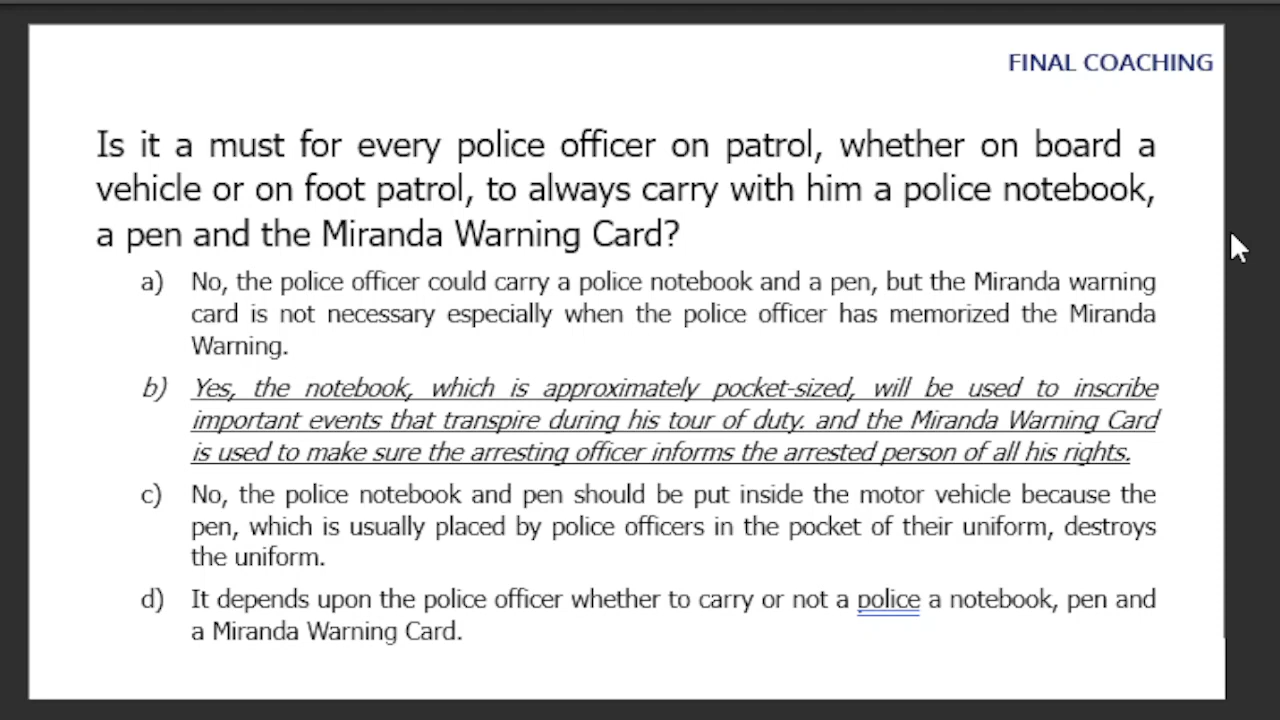 FINAL COACHING
Is it a must for every police officer on patrol, whether on board a
vehicle or on foot patrol, to always carry with him a police notebook,
a pen and the Miranda Warning Card?
a) No, the police officer could carry a police notebook and a pen, but the Miranda warning
card is not necessary especially when the police officer has memorized the Miranda
Warning.
b) Yes, the notebook, which is approximately pocket-sized, will be used to inscribe
important events that transpire during his tour of duty. and the Miranda Warning Card
is used to make sure the arresting officer informs the arrested person of all his rights.
c) No, the police notebook and pen should be put inside the motor vehicle because the
pen, which is usually placed by police officers in the pocket of their uniform, destroys
the uniform.
d) It depends upon the police officer whether to carry or not a police a notebook, pen and
a Miranda Warning Card.